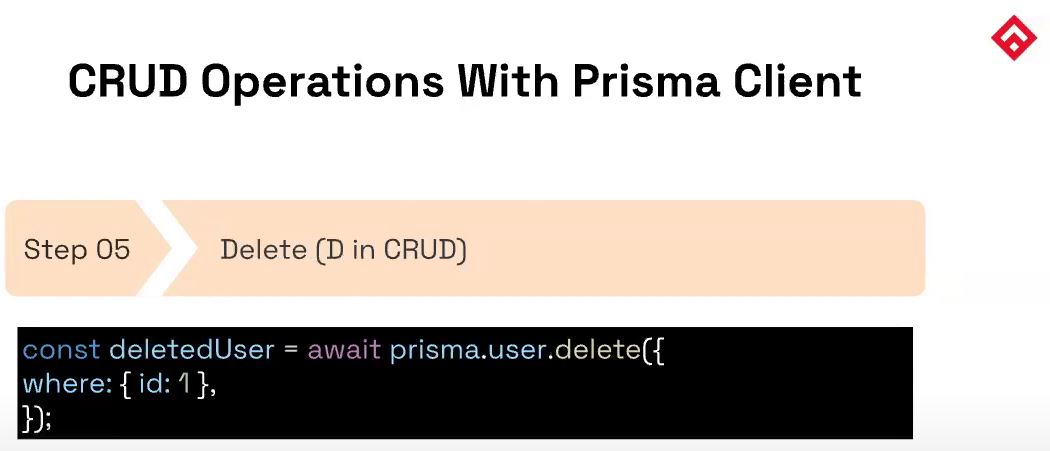 CRUD Operations With Prisma Client
Step 05
Delete (D in CRUD)
const deletedUser = await prisma.user.delete({
where: { id: 1 },
});